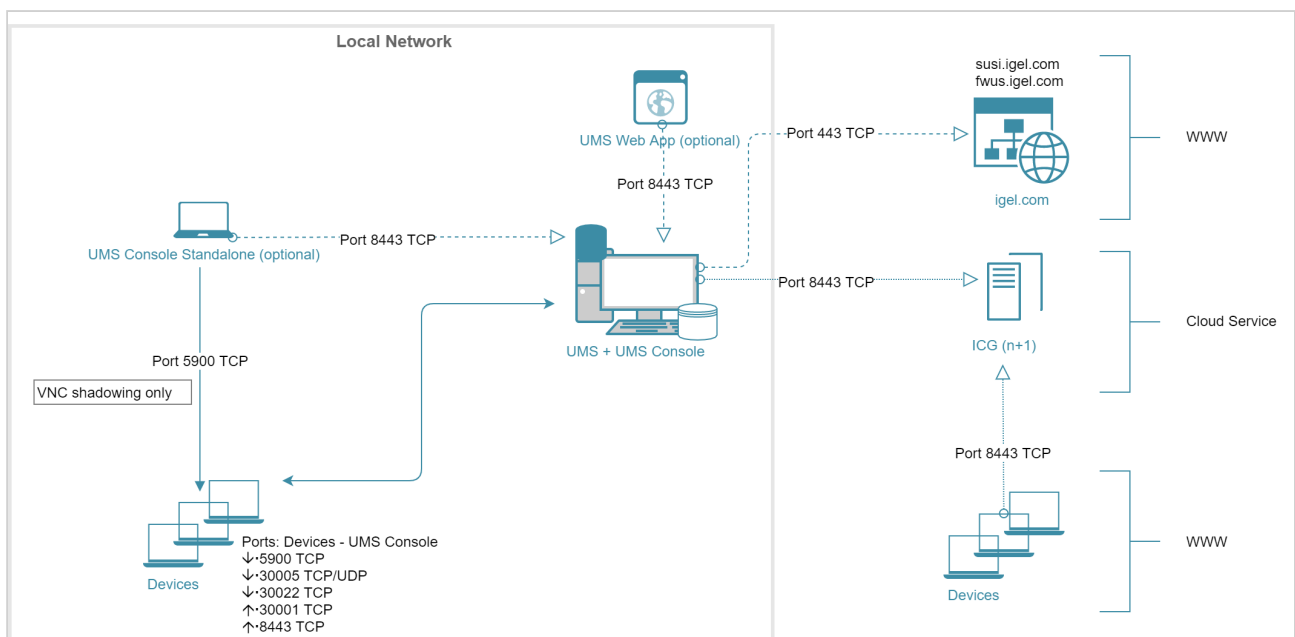 Local Network
susi.igel.com
fwus.igel.com
UMS Web App (optional)
Port 443 TCP
WWW
Port 8443 TCP
igel.com
Port 8443 TCP
UMS Console Standalone (optional)
Port 8443 TCP
Cloud Service
UMS + UMS Console
ICG (n+1)
Port 5900 TCP
VNC shadowing only
Port 8443 TCP
Ports: Devices - UMS Console
↓·5900 TCP
↓·30005 TCP/UDP
↓·30022 TCP
↑·30001 TCP
↑·8443 TCP
Devices
WWW
Devices